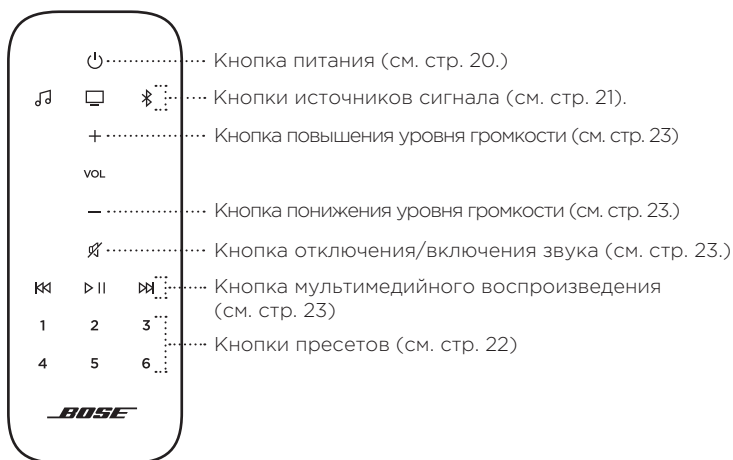 Кнопка питания (см. стр. 20.)
Кнопки источников сигнала (см. стр. 21).
Кнопка повышения уровня громкости (см. стр. 23)
VOL
Кнопка понижения уровня громкости (см. стр. 23.)
Кнопка отключения/включения звука (см. стр. 23.)
Кнопка мультимедийного воспроизведения
(см. стр. 23)
1 2 3
Кнопки пресетов (см. стр. 22)
4 5 6
BOSE